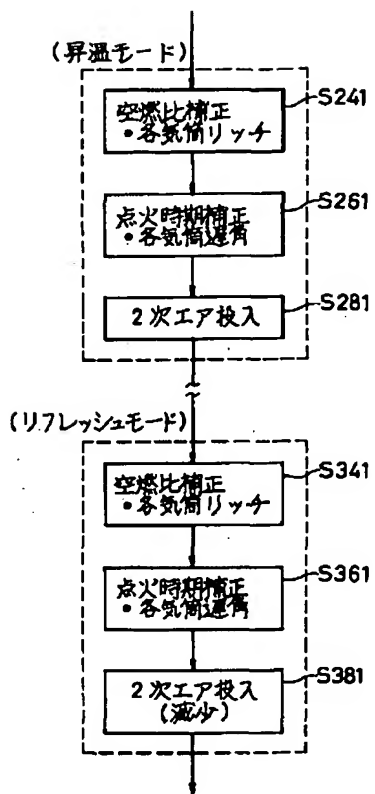 (昇温モード)
空燃比補正
• 各気筒リッチ
S241
点火時期補正
• 各気筒遅角
S261
2次エア投入
S281
(リフレッシュモード)
空燃比補正
• 各気筒リッチ
S341
点火時期補正
• 各気筒遅角
S361
2次エア投入
(減少)
S381